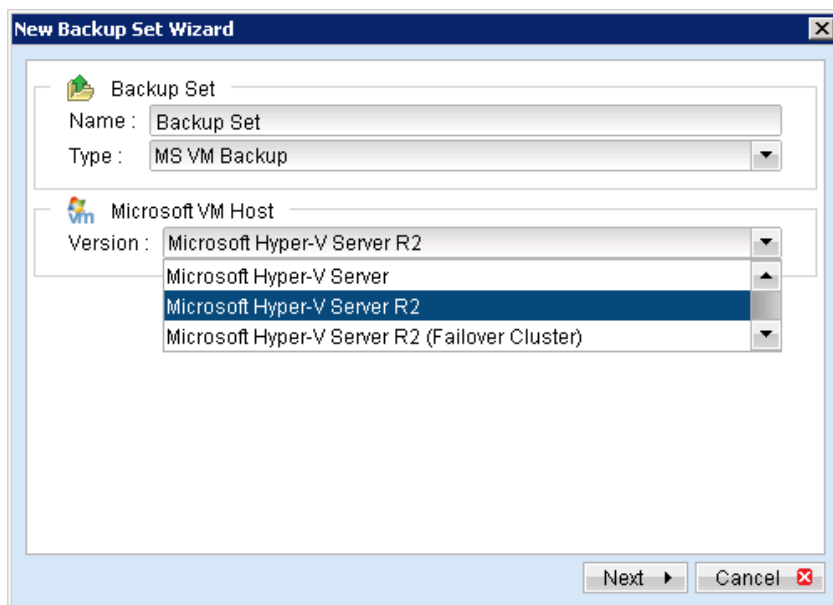 New Backup Set Wizard
Backup Set
Name : Backup Set
Type : MS VM Backup
vm Microsoft VM Host
Version : Microsoft Hyper-V Server R2
Microsoft Hyper-V Server
Microsoft Hyper-V Server R2
Microsoft Hyper-V Server R2 (Failover Cluster)
Next Cancel